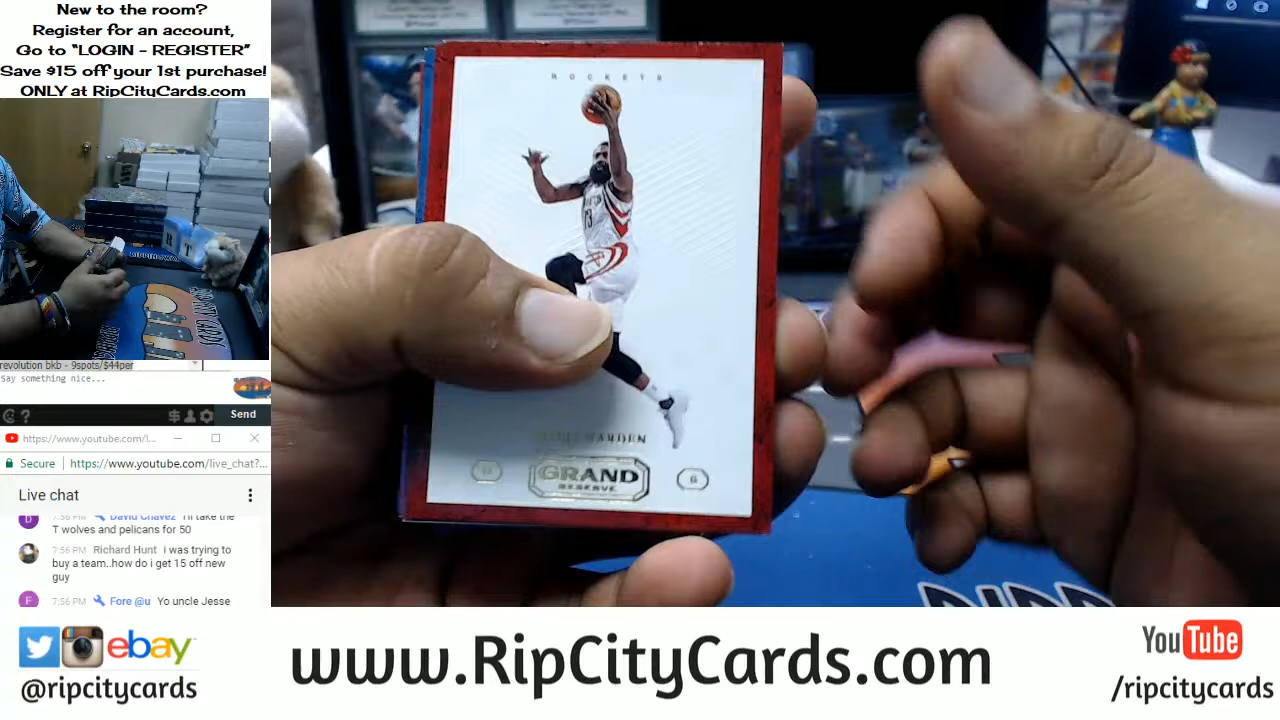 New to the room?
Register for an account,
Go to “LOGIN - REGISTER”
Save $15 off your 1st purchase!
ONLY at RipCityCards.com
ROCKETS
HARDEN
G
GRAND
RESERVE
revolution bkb - 9spots/$44per
Say something nice...
Send
https://www.youtube.com/l...
Secure
https://www.youtube.com/live_chat?...
Live chat
7:56 PM David Chavez I'll take the
T wolves and pelicans for 50
7:56 PM Richard Hunt i was trying to
buy a team..how do i get 15 off new
guy
7:56 PM Fore @u Yo uncle Jesse
ebay
@ripcitycards
www.RipCityCards.com
YouTube
/ripcitycards